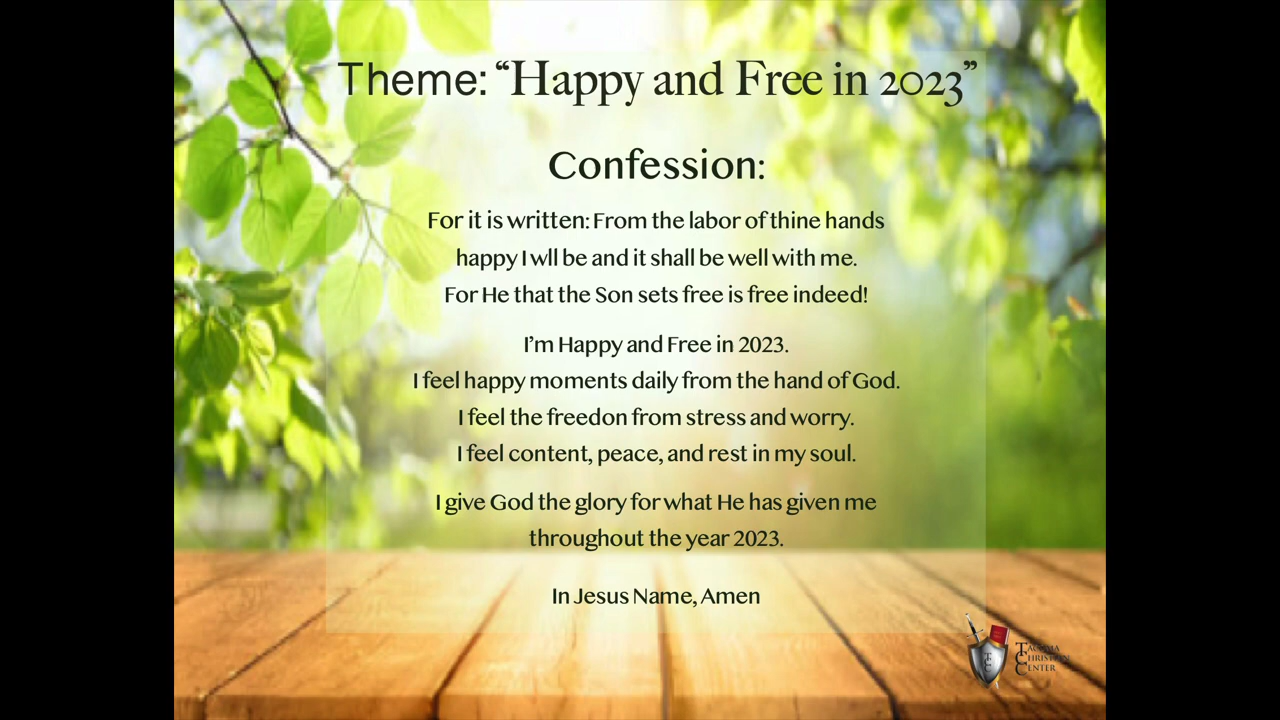 Theme: “Happy and Free in 2023”
Confession:
For it is written: From the labor of thine hands
happy I wll be and it shall be well with me.
For He that the Son sets free is free indeed!
I’m Happy and Free in 2023.
I feel happy moments daily from the hand of God.
I feel the freedon from stress and worry.
I feel content, peace, and rest in my soul.
I give God the glory for what He has given me
throughout the year 2023.
In Jesus Name, Amen
Tacoma
Christian
Center